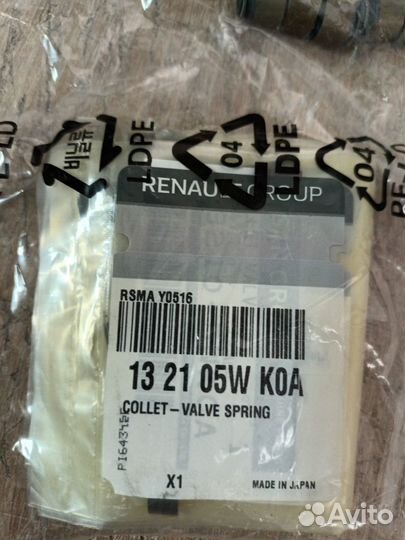 비닐류
LDPE
04
LDPE
04
RENAULT GROUP
RSMA Y0516
13 21 05W K0A
COLLET-VALVE SPRING
X1
MADE IN JAPAN
Avito